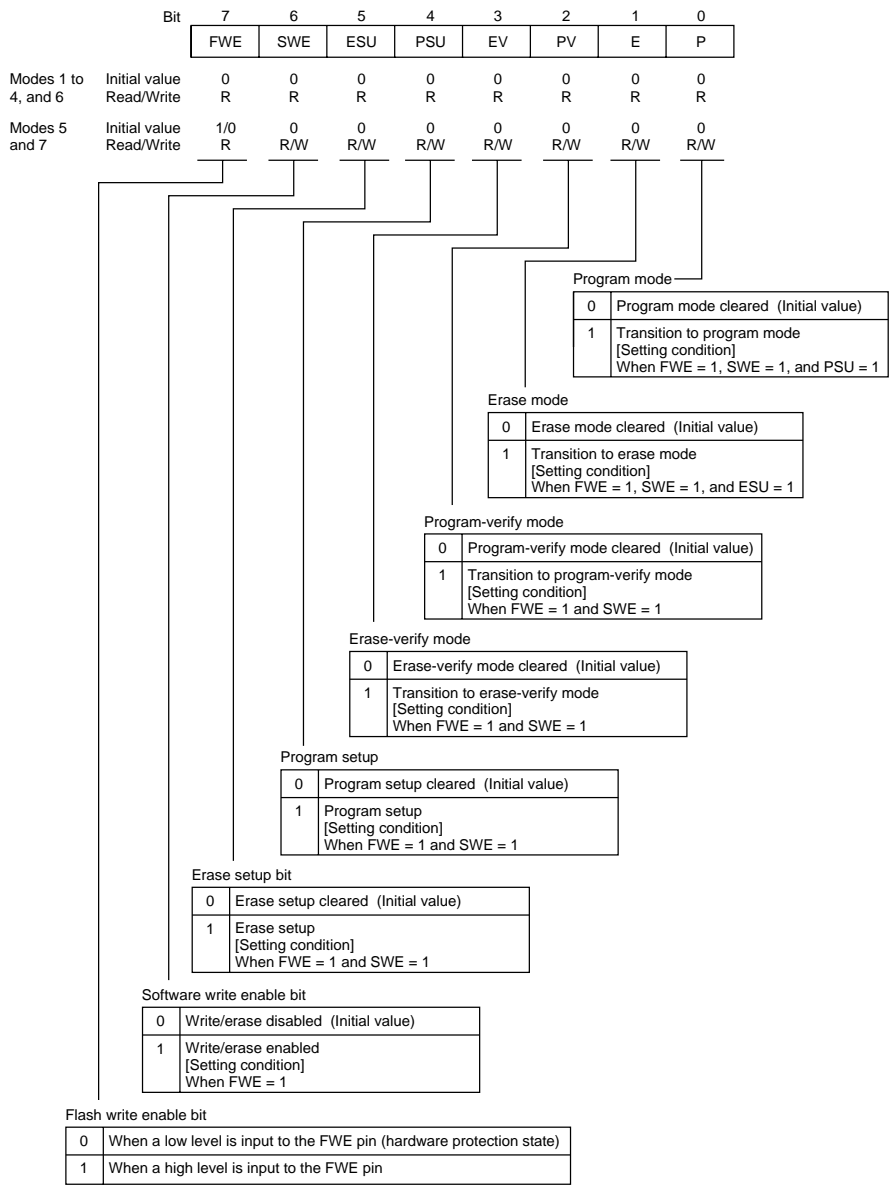 Bit 7 6 5 4 3 2 1 0
FWE SWE ESU PSU EV PV E P
Modes 1 to 4, and 6 Initial value 0 0 0 0 0 0 0 0
Read/Write R R R R R R R R
Modes 5 and 7 Initial value 1/0 0 0 0 0 0 0 0
Read/Write R R/W R/W R/W R/W R/W R/W R/W
Program mode
0 Program mode cleared (Initial value)
1 Transition to program mode
[Setting condition]
When FWE = 1, SWE = 1, and PSU = 1
Erase mode
0 Erase mode cleared (Initial value)
1 Transition to erase mode
[Setting condition]
When FWE = 1, SWE = 1, and ESU = 1
Program-verify mode
0 Program-verify mode cleared (Initial value)
1 Transition to program-verify mode
[Setting condition]
When FWE = 1 and SWE = 1
Erase-verify mode
0 Erase-verify mode cleared (Initial value)
1 Transition to erase-verify mode
[Setting condition]
When FWE = 1 and SWE = 1
Program setup
0 Program setup cleared (Initial value)
1 Program setup
[Setting condition]
When FWE = 1 and SWE = 1
Erase setup bit
0 Erase setup cleared (Initial value)
1 Erase setup
[Setting condition]
When FWE = 1 and SWE = 1
Software write enable bit
0 Write/erase disabled (Initial value)
1 Write/erase enabled
[Setting condition]
When FWE = 1
Flash write enable bit
0 When a low level is input to the FWE pin (hardware protection state)
1 When a high level is input to the FWE pin